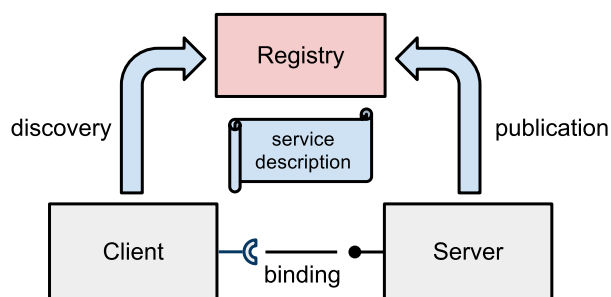 Registry
discovery
service
description
publication
Client
Server
binding